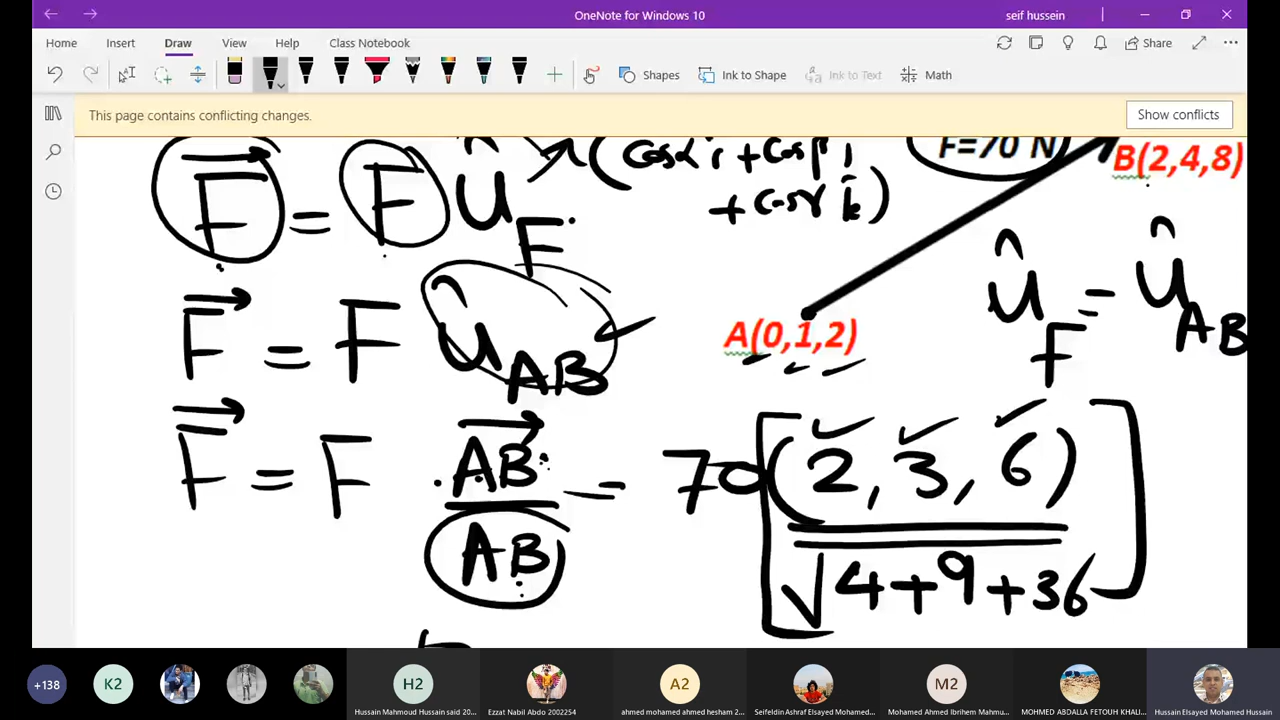 OneNote for Windows 10
seif hussein
Home Insert Draw View Help Class Notebook
Share
Shapes Ink to Shape Ink to Text Math
This page contains conflicting changes.
Show conflicts
F = F û F (cosα i + cosβ j
+ cosγ k)
F=70 N
B(2,4,8)
F = F û AB
A(0,1,2)
û F = û AB
F = F AB / AB = 70 [(2, 3, 6) / √4+9+36]
+138
K2
H2
A2
M2
Hussain Mahmoud Hussain said 20...
Ezzat Nabil Abdo 2002254
ahmed mohamed ahmed hesham 2...
Seifeldin Ashraf Elsayed Mohamed...
Mohamed Ahmed Ibrihem Mahmu...
MOHMED ABDALLA FETOUH KHALI...
Hussein Elsayed Mohamed Hussein